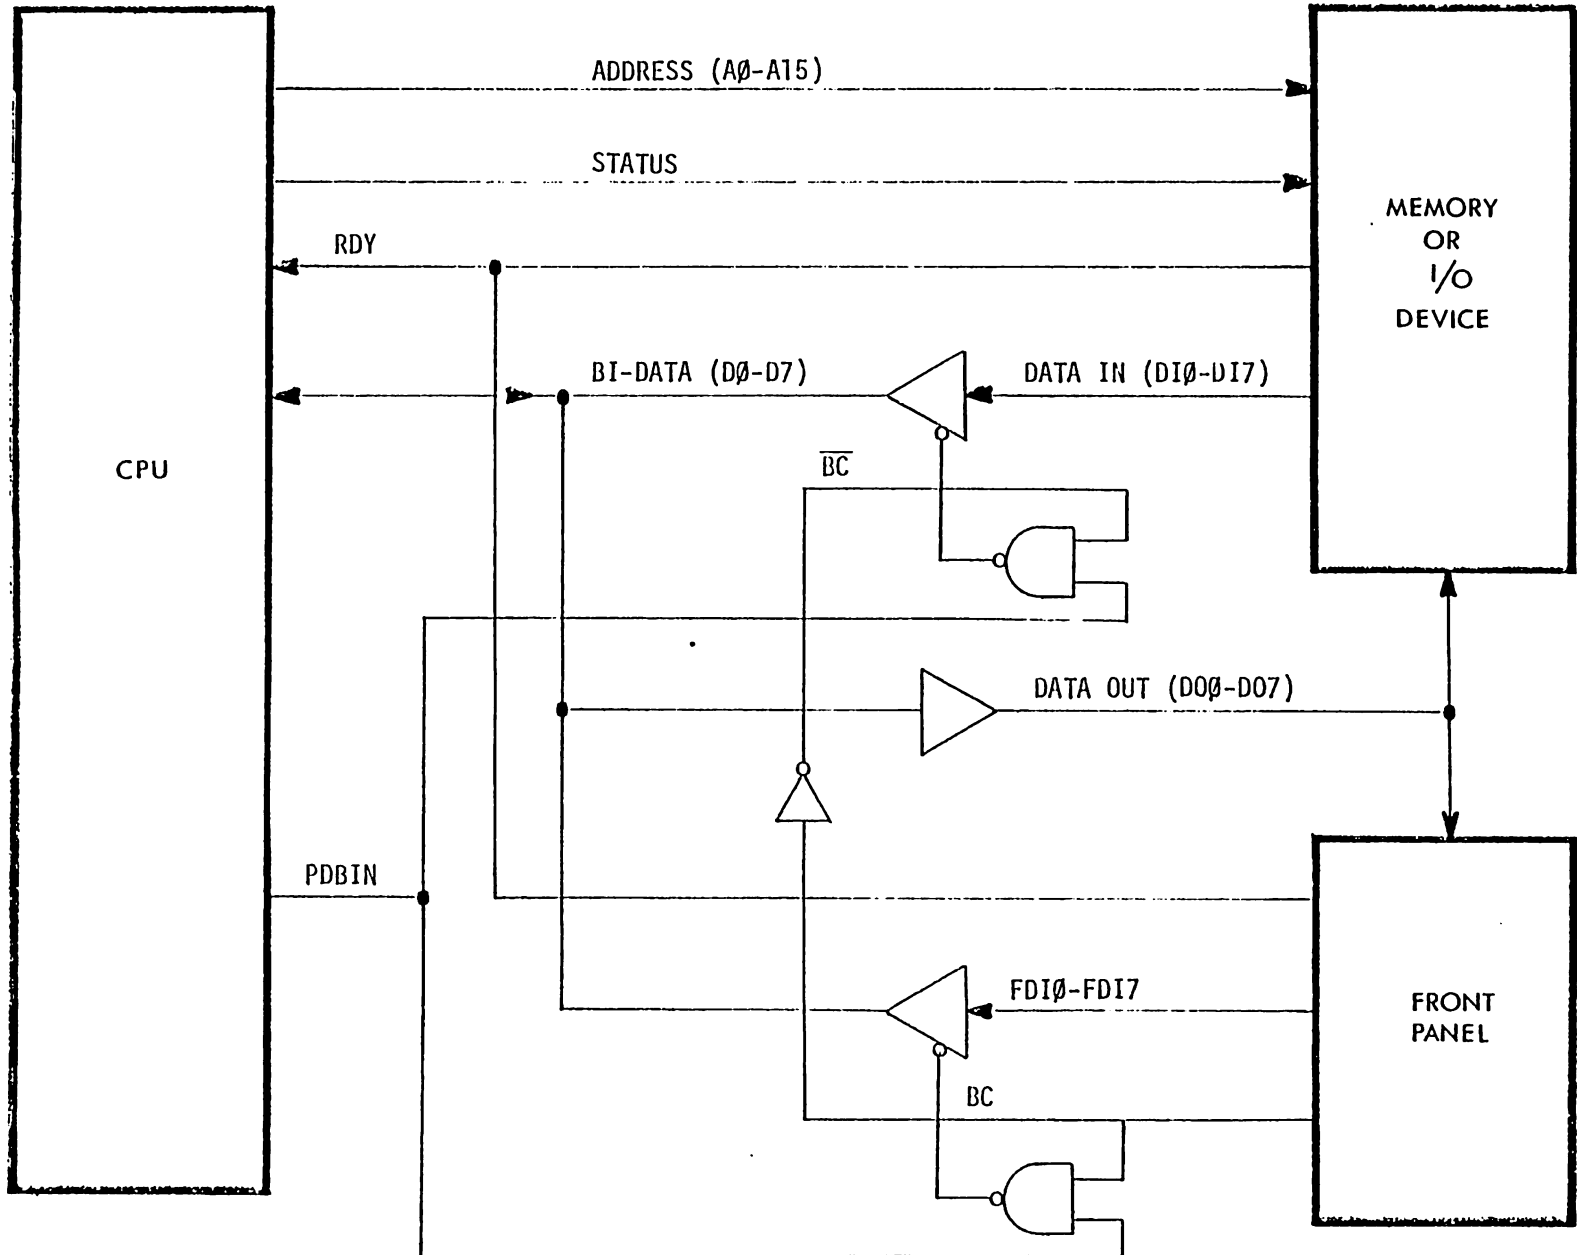 ADDRESS (AØ-A15)
STATUS
RDY
MEMORY
OR
I/O
DEVICE
BI-DATA (DØ-D7)
DATA IN (DIØ-DI7)
CPU
B̅C̅
DATA OUT (DOØ-DO7)
PDBIN
FDIØ-FDI7
FRONT
PANEL
BC